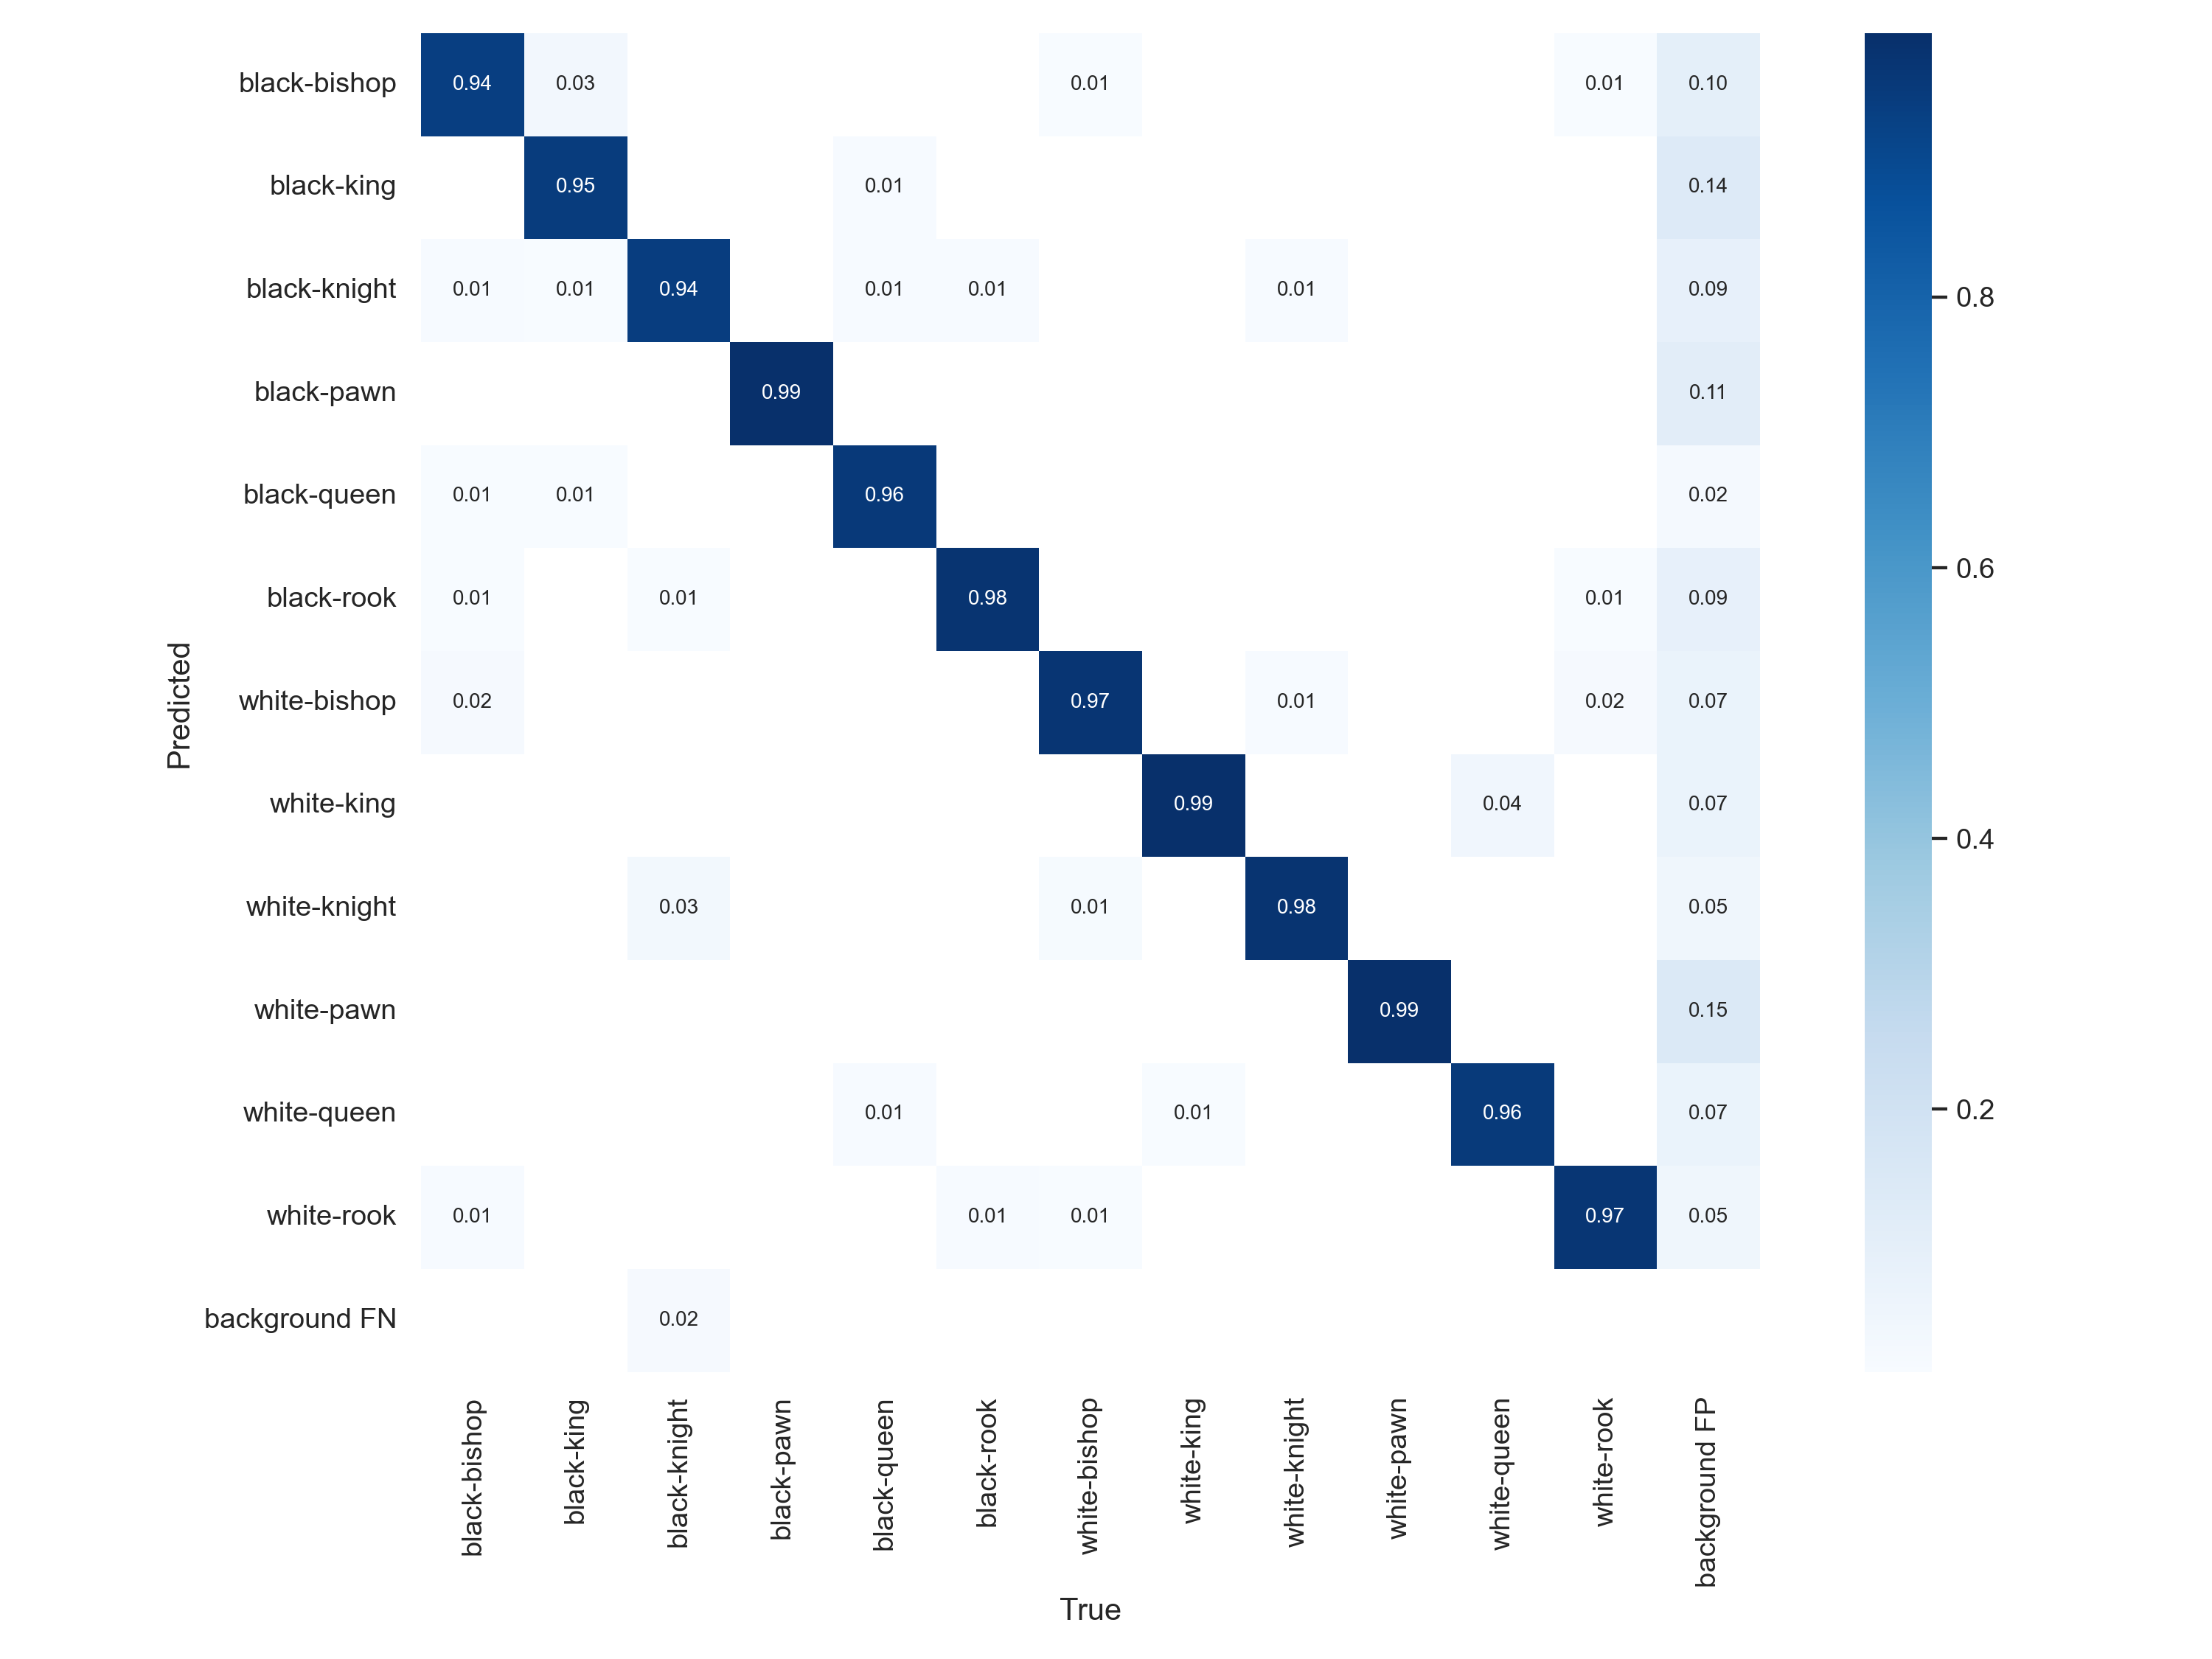 black-bishop 0.94 0.03 0.01 0.01 0.10
black-king 0.95 0.01 0.14
black-knight 0.01 0.01 0.94 0.01 0.01 0.01 0.09 0.8
black-pawn 0.99 0.11
black-queen 0.01 0.01 0.96 0.02
black-rook 0.01 0.01 0.98 0.01 0.09 0.6
Predicted
white-bishop 0.02 0.97 0.01 0.02 0.07
white-king 0.99 0.04 0.07 0.4
white-knight 0.03 0.01 0.98 0.05
white-pawn 0.99 0.15
white-queen 0.01 0.01 0.96 0.07 0.2
white-rook 0.01 0.01 0.01 0.97 0.05
background FN 0.02
black-bishop
black-king
black-knight
black-pawn
black-queen
black-rook
white-bishop
white-king
white-knight
white-pawn
white-queen
white-rook
background FP
True